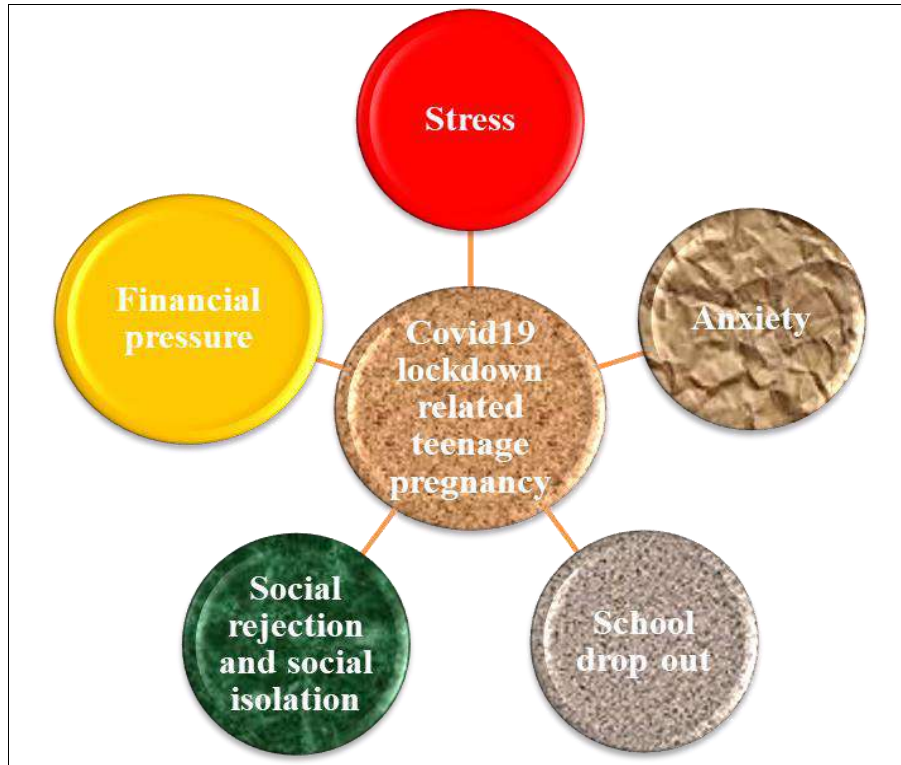 Stress
Financial
pressure
Anxiety
Covid19
lockdown
related
teenage
pregnancy
Social
rejection
and social
isolation
School
drop out